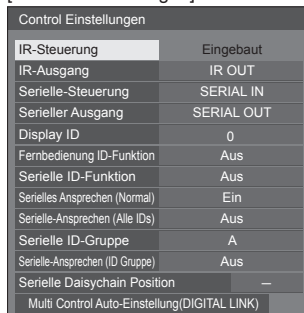 Control Einstellungen
IR-Steuerung Eingebaut
IR-Ausgang IR OUT
Serielle-Steuerung SERIAL IN
Serieller Ausgang SERIAL OUT
Display ID 0
Fernbedienung ID-Funktion Aus
Serielle ID-Funktion Aus
Serielles Ansprechen (Normal) Ein
Serielle-Ansprechen (Alle IDs) Aus
Serielle ID-Gruppe A
Serielle-Ansprechen (ID Gruppe) Aus
Serielle Daisychain Position –
Multi Control Auto-Einstellung(DIGITAL LINK)